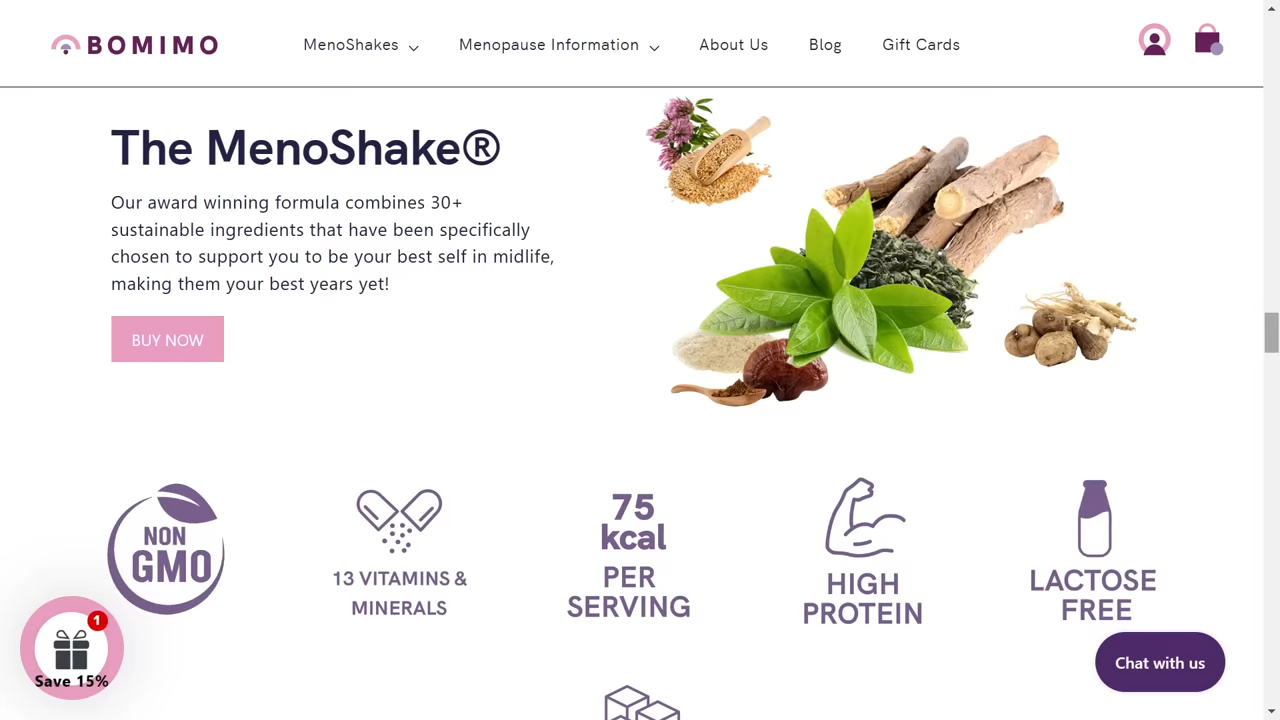 BOMIMO
MenoShakes
Menopause Information
About Us
Blog
Gift Cards
The MenoShake®
Our award winning formula combines 30+
sustainable ingredients that have been specifically
chosen to support you to be your best self in midlife,
making them your best years yet!
BUY NOW
NON
GMO
13 VITAMINS &
MINERALS
75
kcal
PER
SERVING
HIGH
PROTEIN
LACTOSE
FREE
1
Save 15%
Chat with us